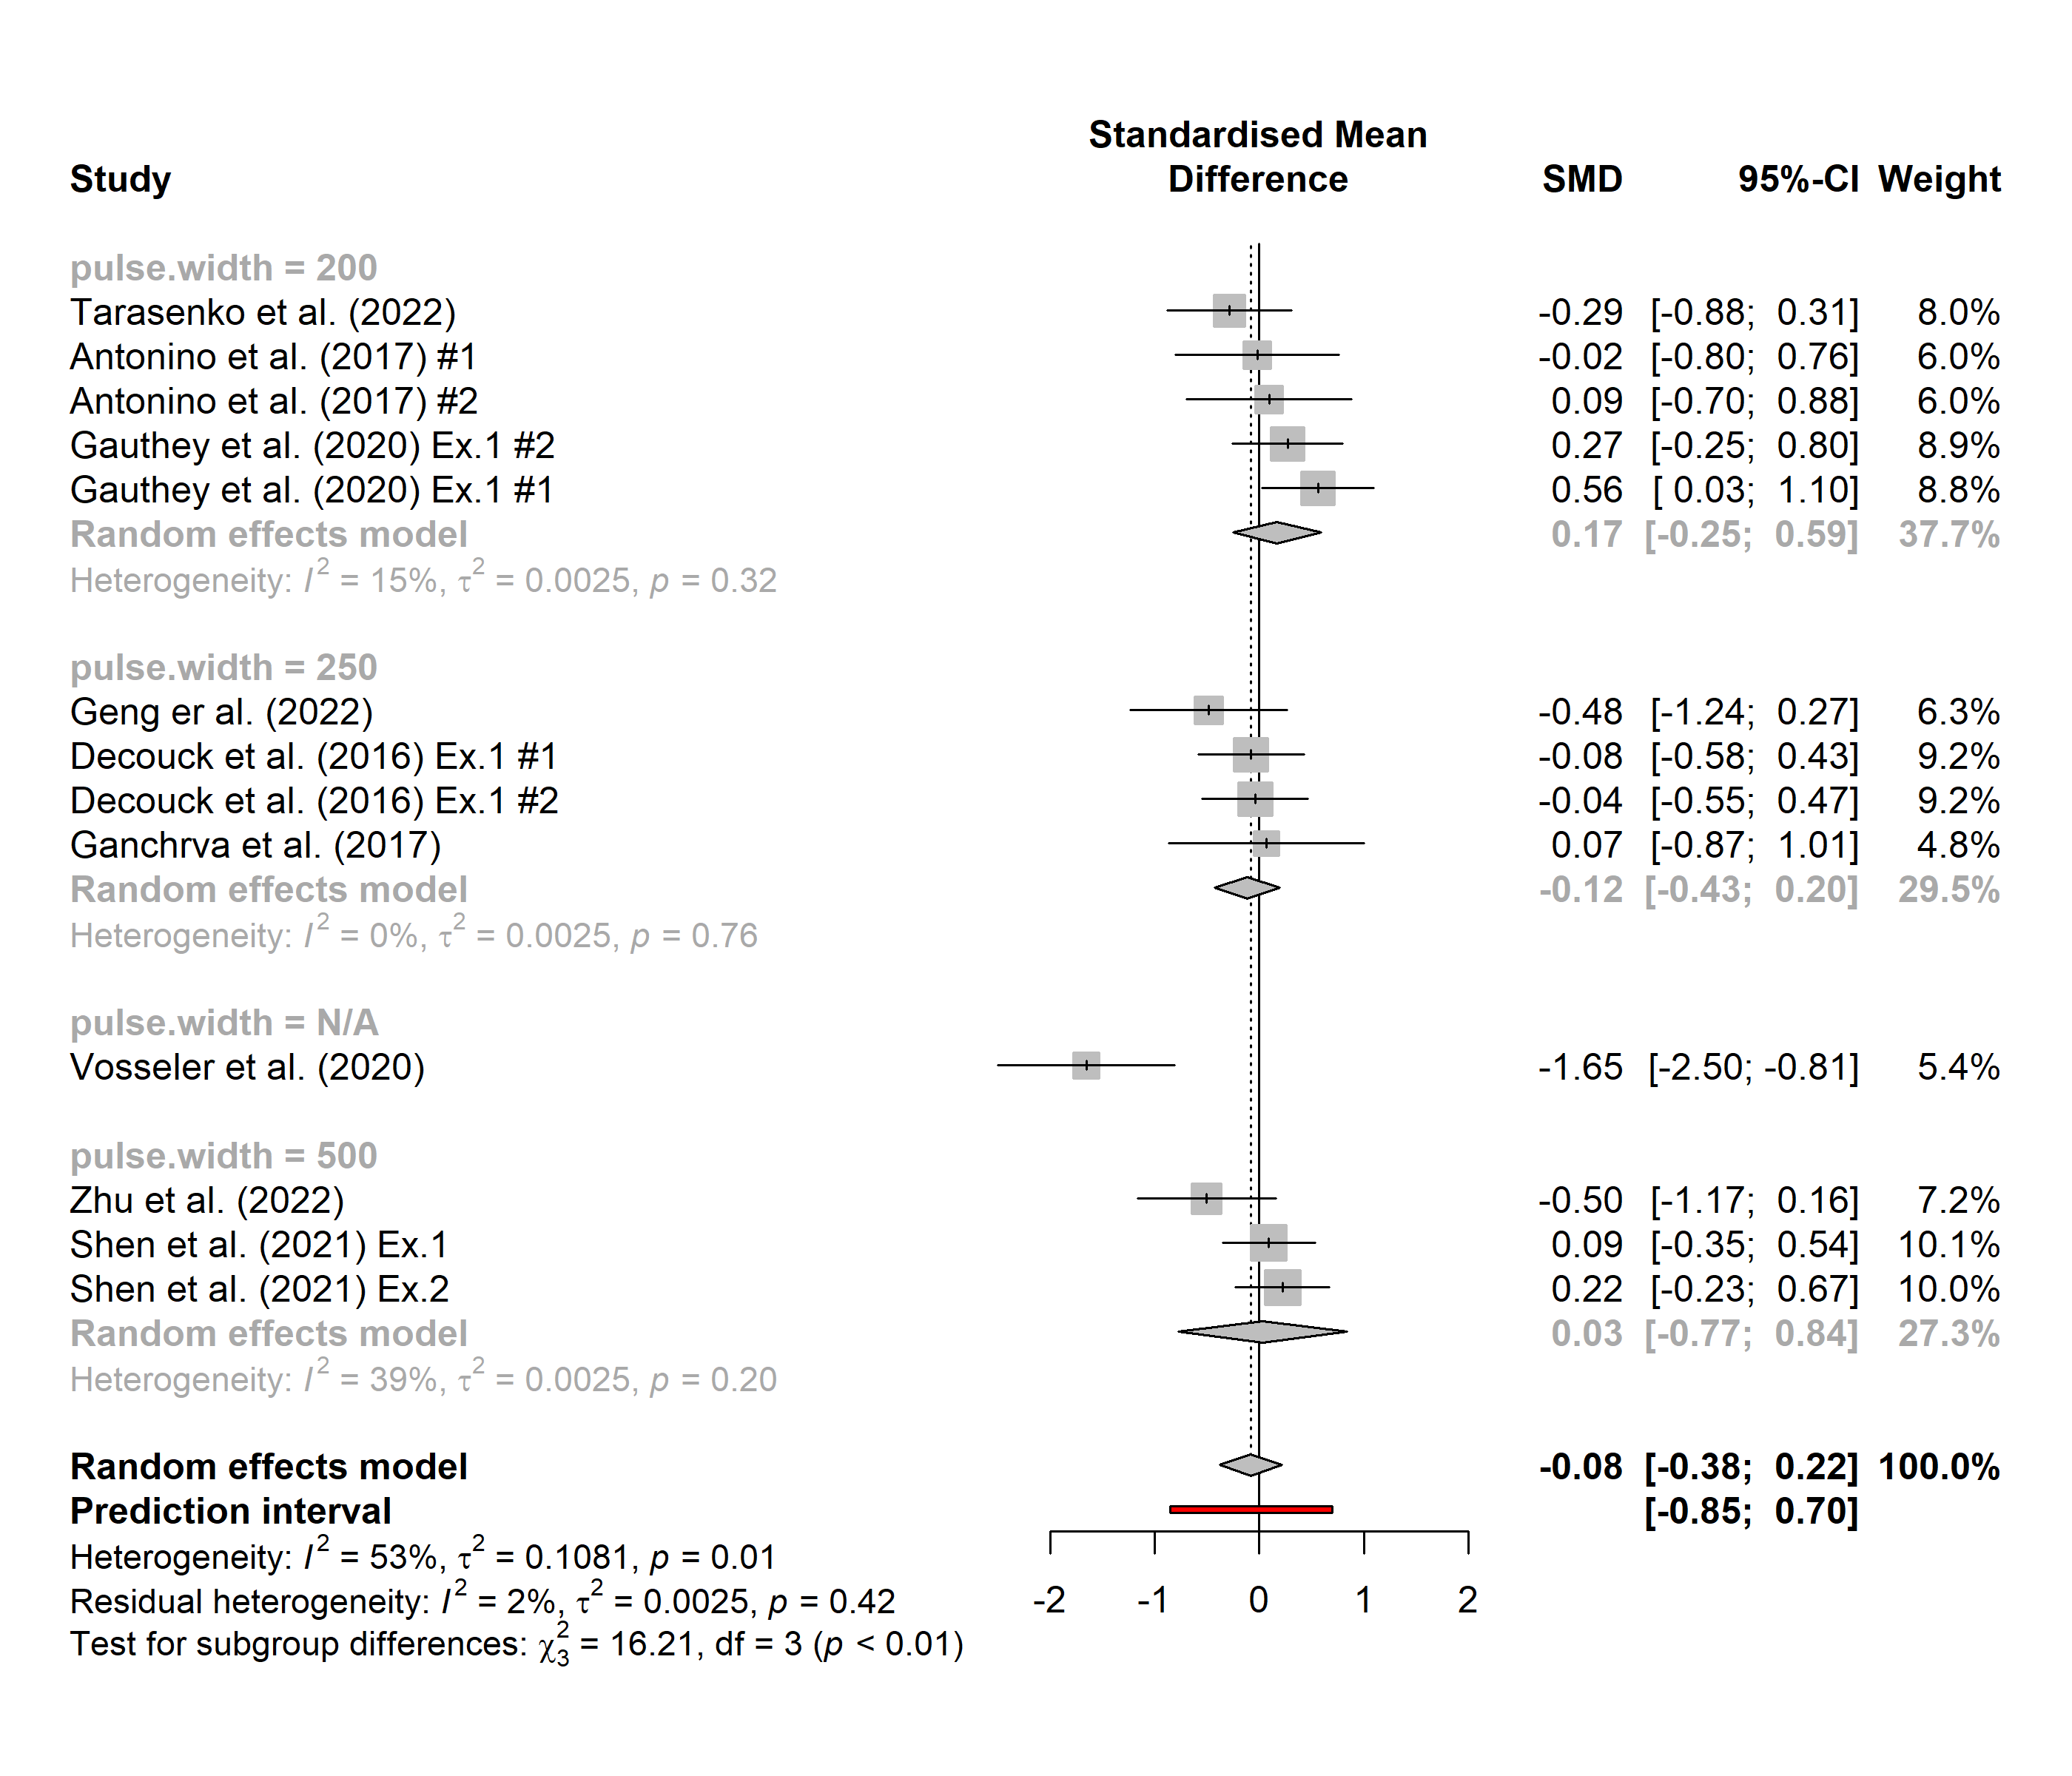 Standardised Mean
Study Difference SMD 95%-CI Weight
pulse.width = 200
Tarasenko et al. (2022) -0.29 [-0.88; 0.31] 8.0%
Antonino et al. (2017) #1 -0.02 [-0.80; 0.76] 6.0%
Antonino et al. (2017) #2 0.09 [-0.70; 0.88] 6.0%
Gauthey et al. (2020) Ex.1 #2 0.27 [-0.25; 0.80] 8.9%
Gauthey et al. (2020) Ex.1 #1 0.56 [ 0.03; 1.10] 8.8%
Random effects model 0.17 [-0.25; 0.59] 37.7%
Heterogeneity: I² = 15%, τ² = 0.0025, p = 0.32
pulse.width = 250
Geng er al. (2022) -0.48 [-1.24; 0.27] 6.3%
Decouck et al. (2016) Ex.1 #1 -0.08 [-0.58; 0.43] 9.2%
Decouck et al. (2016) Ex.1 #2 -0.04 [-0.55; 0.47] 9.2%
Ganchrva et al. (2017) 0.07 [-0.87; 1.01] 4.8%
Random effects model -0.12 [-0.43; 0.20] 29.5%
Heterogeneity: I² = 0%, τ² = 0.0025, p = 0.76
pulse.width = N/A
Vosseler et al. (2020) -1.65 [-2.50; -0.81] 5.4%
pulse.width = 500
Zhu et al. (2022) -0.50 [-1.17; 0.16] 7.2%
Shen et al. (2021) Ex.1 0.09 [-0.35; 0.54] 10.1%
Shen et al. (2021) Ex.2 0.22 [-0.23; 0.67] 10.0%
Random effects model 0.03 [-0.77; 0.84] 27.3%
Heterogeneity: I² = 39%, τ² = 0.0025, p = 0.20
Random effects model -0.08 [-0.38; 0.22] 100.0%
Prediction interval [-0.85; 0.70]
Heterogeneity: I² = 53%, τ² = 0.1081, p = 0.01
Residual heterogeneity: I² = 2%, τ² = 0.0025, p = 0.42
-2 -1 0 1 2
Test for subgroup differences: χ²₃ = 16.21, df = 3 (p < 0.01)